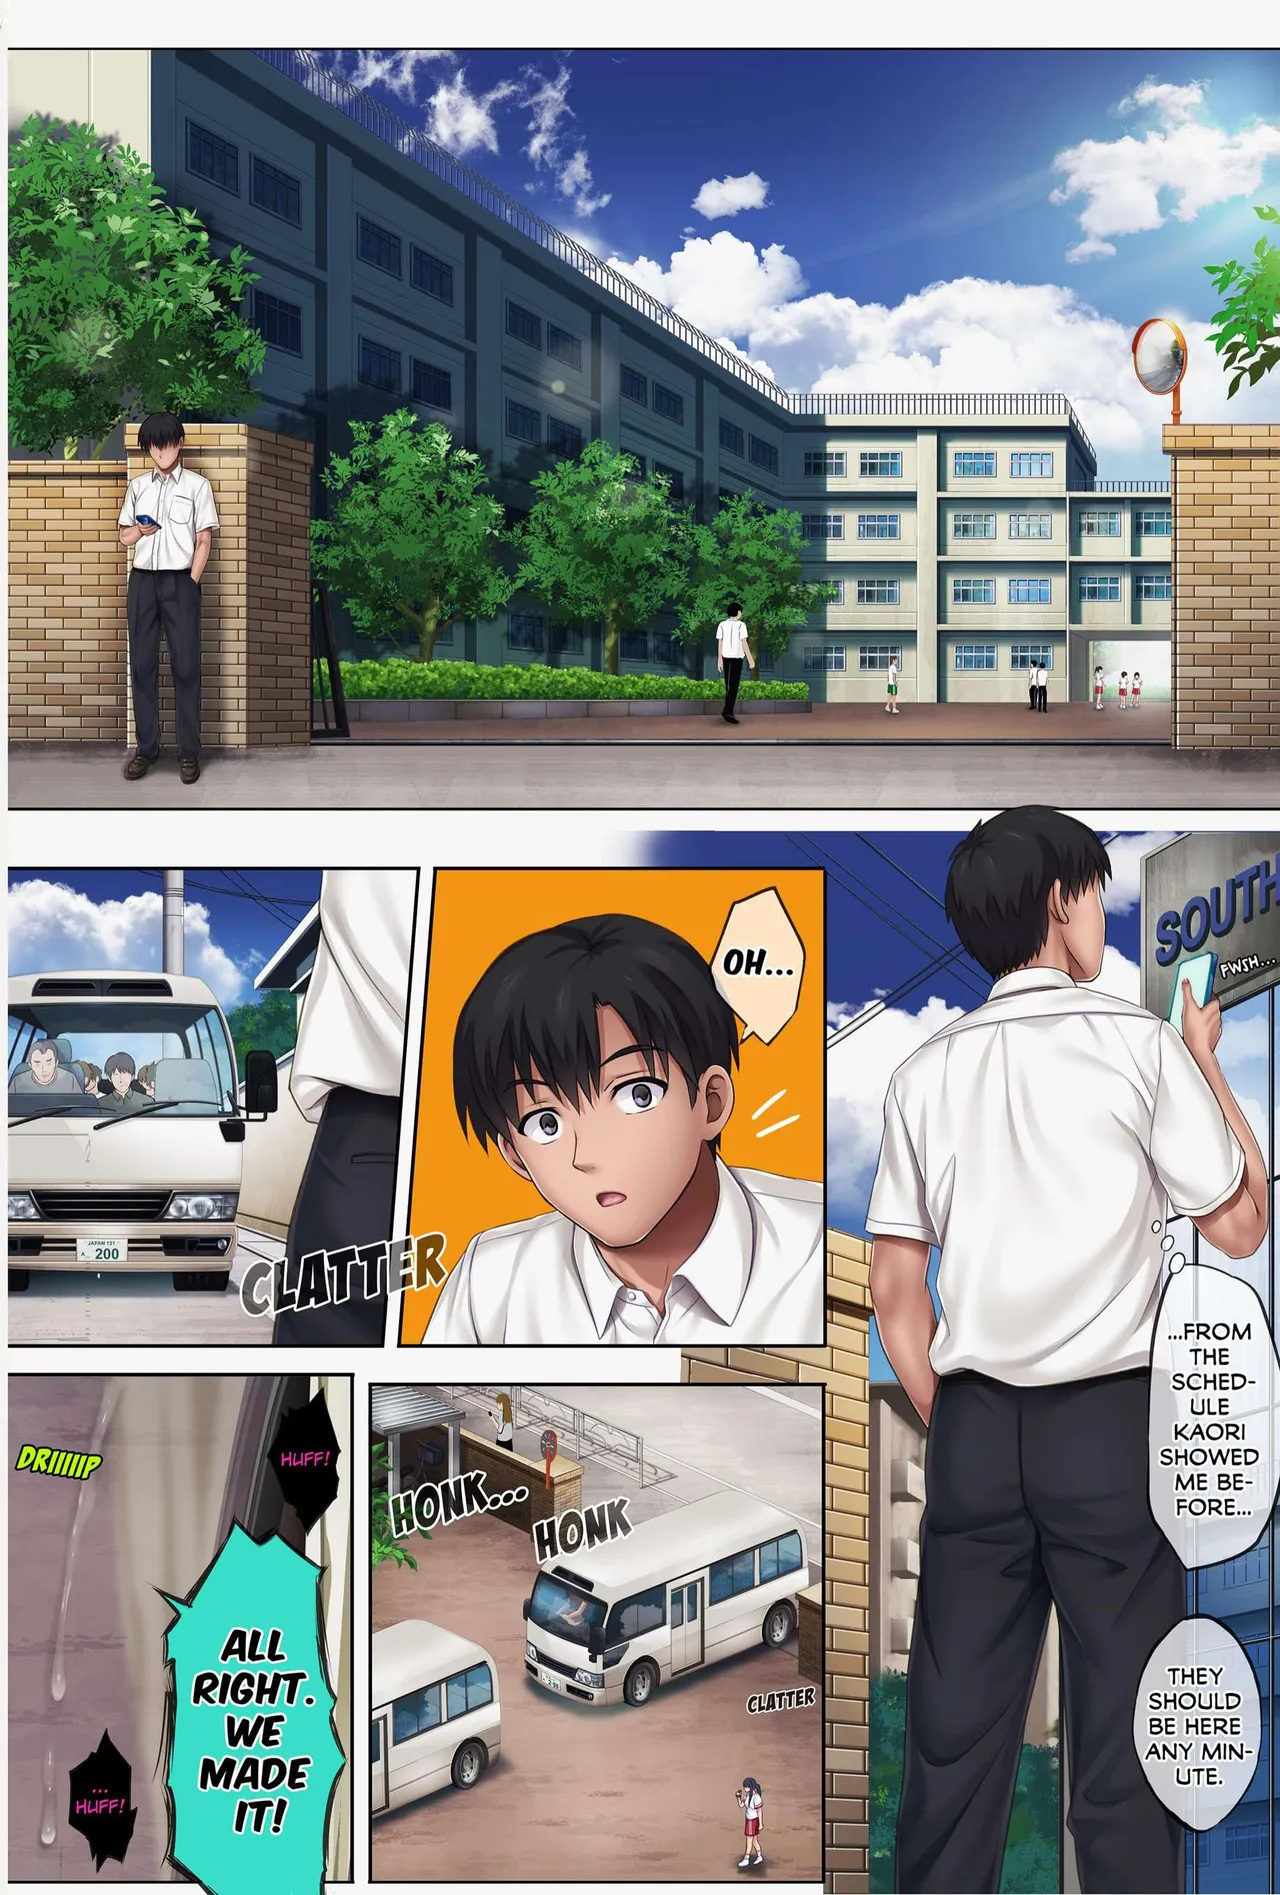 SOUTH
FWSH...
...FROM
THE
SCHED-
ULE
KAORI
SHOWED
ME BE-
FORE...
THEY
SHOULD
BE HERE
ANY MIN-
UTE.
OH...
CLATTER
JAPAN 121
200
HONK...
HONK
CLATTER
HUFF!
DRIIIIIP
ALL
RIGHT.
WE
MADE
IT!
...
HUFF!